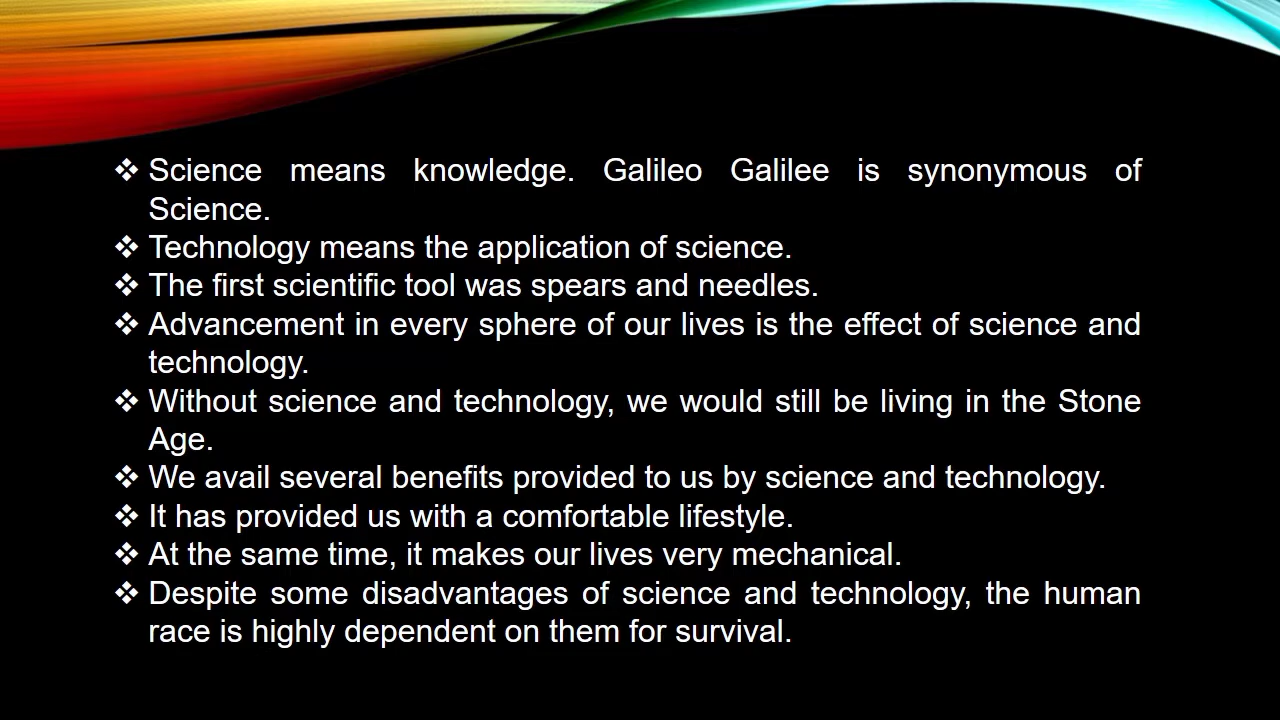 ❖ Science means knowledge. Galileo Galilee is synonymous of
Science.
❖ Technology means the application of science.
❖ The first scientific tool was spears and needles.
❖ Advancement in every sphere of our lives is the effect of science and
technology.
❖ Without science and technology, we would still be living in the Stone
Age.
❖ We avail several benefits provided to us by science and technology.
❖ It has provided us with a comfortable lifestyle.
❖ At the same time, it makes our lives very mechanical.
❖ Despite some disadvantages of science and technology, the human
race is highly dependent on them for survival.